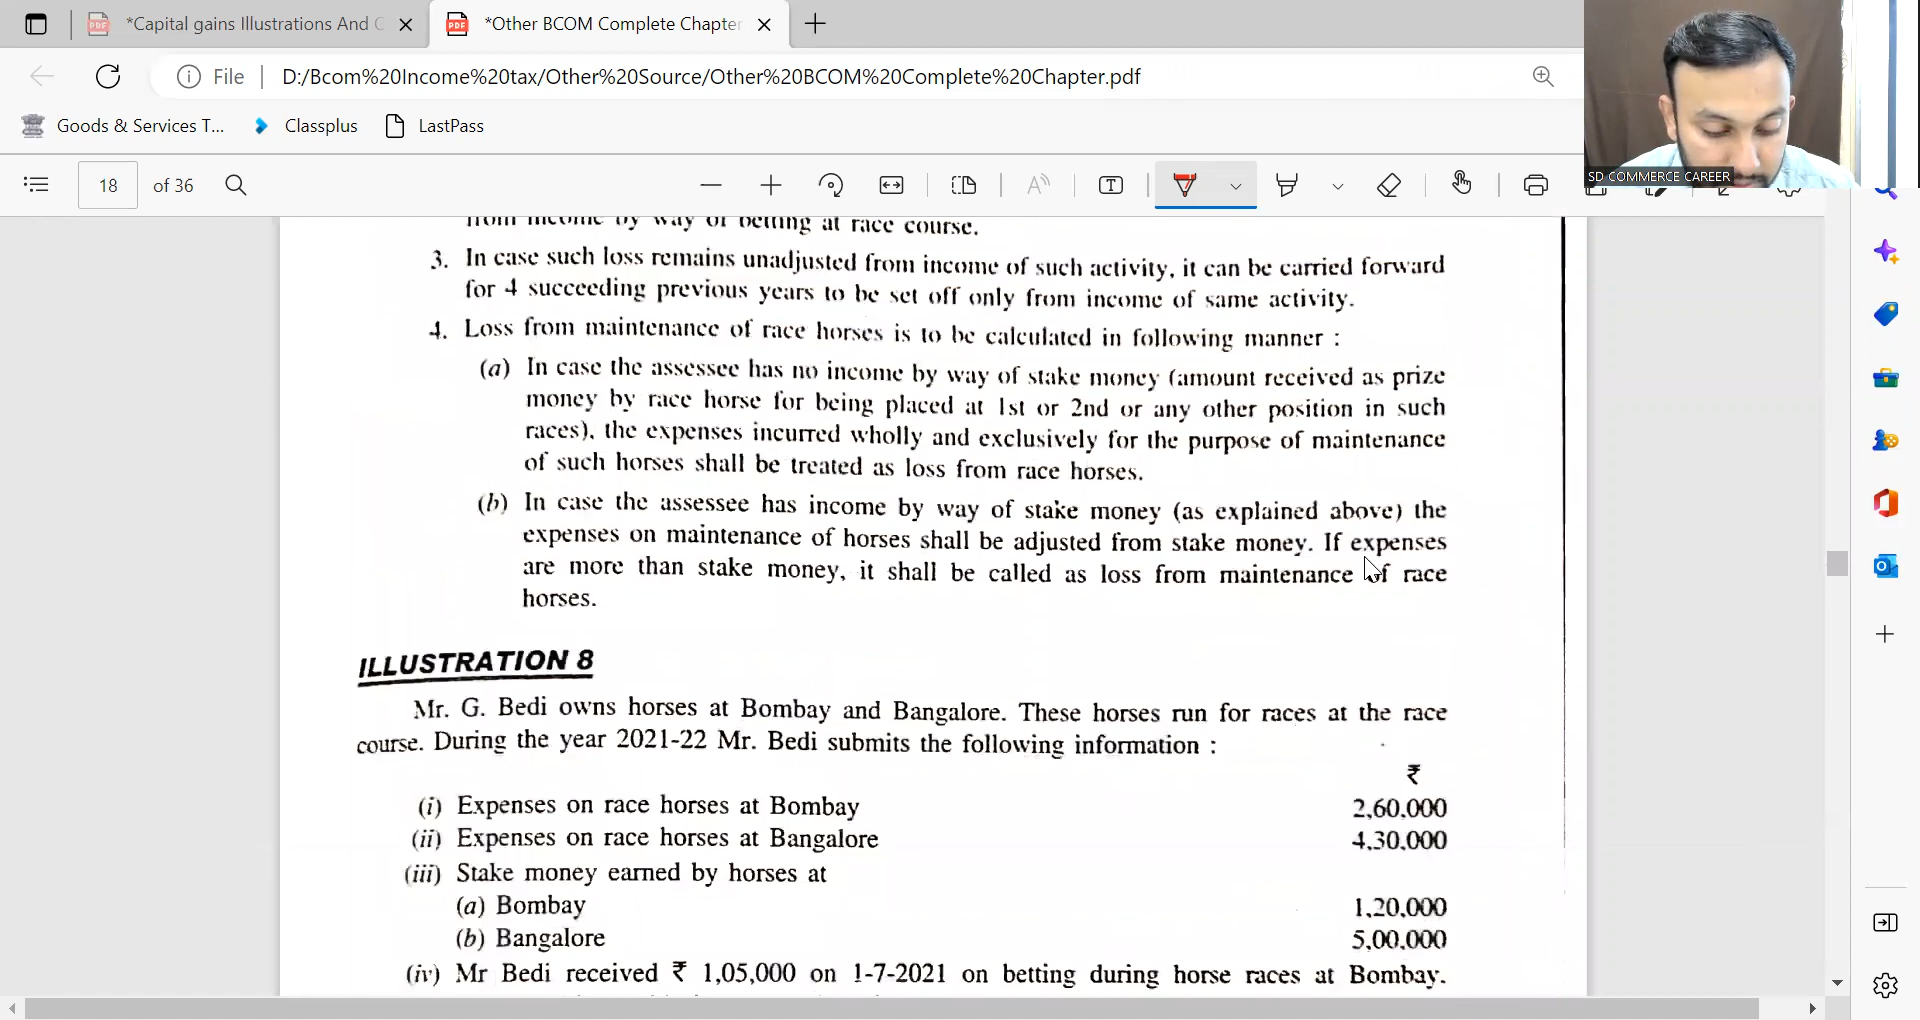 *Capital gains Illustrations And C
*Other BCOM Complete Chapter
File
D:/Bcom%20Income%20tax/Other%20Source/Other%20BCOM%20Complete%20Chapter.pdf
Goods & Services T...
Classplus
LastPass
18 of 36
SD COMMERCE CAREER
from income by way of betting at race course.
3. In case such loss remains unadjusted from income of such activity, it can be carried forward
for 4 succeeding previous years to be set off only from income of same activity.
4. Loss from maintenance of race horses is to be calculated in following manner :
(a) In case the assessee has no income by way of stake money (amount received as prize
money by race horse for being placed at 1st or 2nd or any other position in such
races), the expenses incurred wholly and exclusively for the purpose of maintenance
of such horses shall be treated as loss from race horses.
(b) In case the assessee has income by way of stake money (as explained above) the
expenses on maintenance of horses shall be adjusted from stake money. If expenses
are more than stake money, it shall be called as loss from maintenance of race
horses.
ILLUSTRATION 8
Mr. G. Bedi owns horses at Bombay and Bangalore. These horses run for races at the race
course. During the year 2021-22 Mr. Bedi submits the following information :
₹
(i) Expenses on race horses at Bombay 2,60,000
(ii) Expenses on race horses at Bangalore 4,30,000
(iii) Stake money earned by horses at
(a) Bombay 1,20,000
(b) Bangalore 5,00,000
(iv) Mr Bedi received ₹ 1,05,000 on 1-7-2021 on betting during horse races at Bombay.